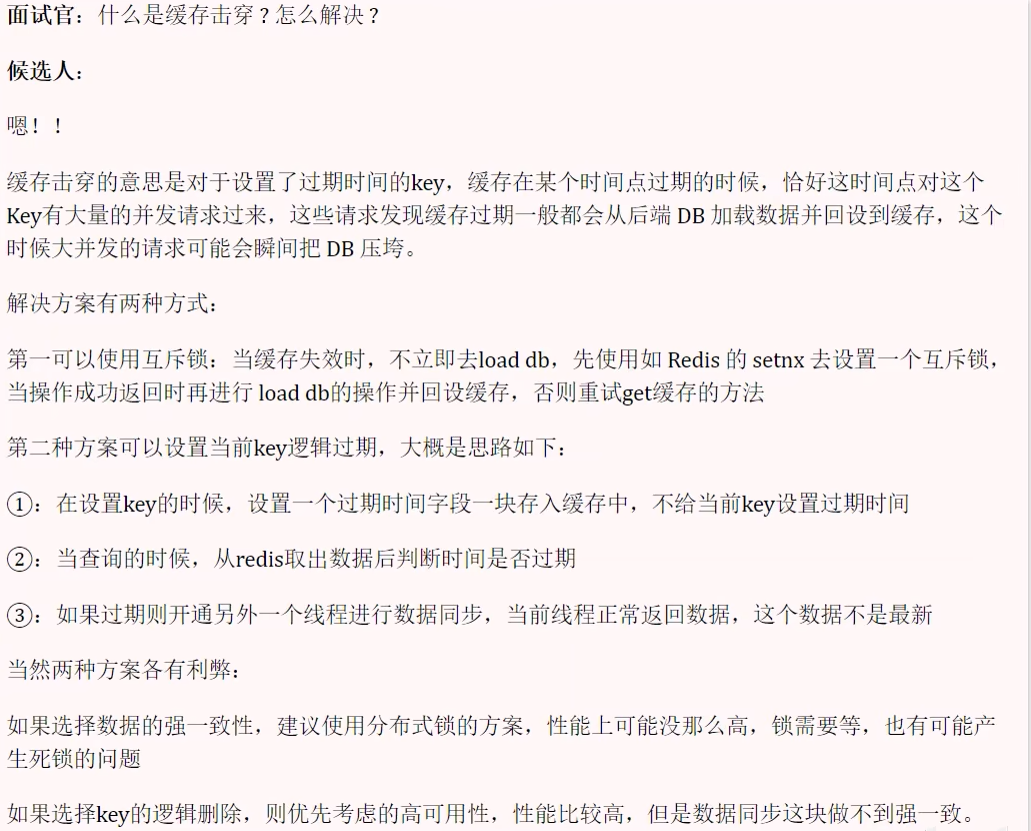 面试官：什么是缓存击穿 ? 怎么解决 ?
候选人：
嗯！！
缓存击穿的意思是对于设置了过期时间的key，缓存在某个时间点过期的时候，恰好这时间点对这个
Key有大量的并发请求过来，这些请求发现缓存过期一般都会从后端 DB 加载数据并回设到缓存，这个
时候大并发的请求可能会瞬间把 DB 压垮。
解决方案有两种方式：
第一可以使用互斥锁：当缓存失效时，不立即去load db，先使用如 Redis 的 setnx 去设置一个互斥锁，
当操作成功返回时再进行 load db的操作并回设缓存，否则重试get缓存的方法
第二种方案可以设置当前key逻辑过期，大概是思路如下：
①：在设置key的时候，设置一个过期时间字段一块存入缓存中，不给当前key设置过期时间
②：当查询的时候，从redis取出数据后判断时间是否过期
③：如果过期则开通另外一个线程进行数据同步，当前线程正常返回数据，这个数据不是最新
当然两种方案各有利弊：
如果选择数据的强一致性，建议使用分布式锁的方案，性能上可能没那么高，锁需要等，也有可能产
生死锁的问题
如果选择key的逻辑删除，则优先考虑的高可用性，性能比较高，但是数据同步这块做不到强一致。